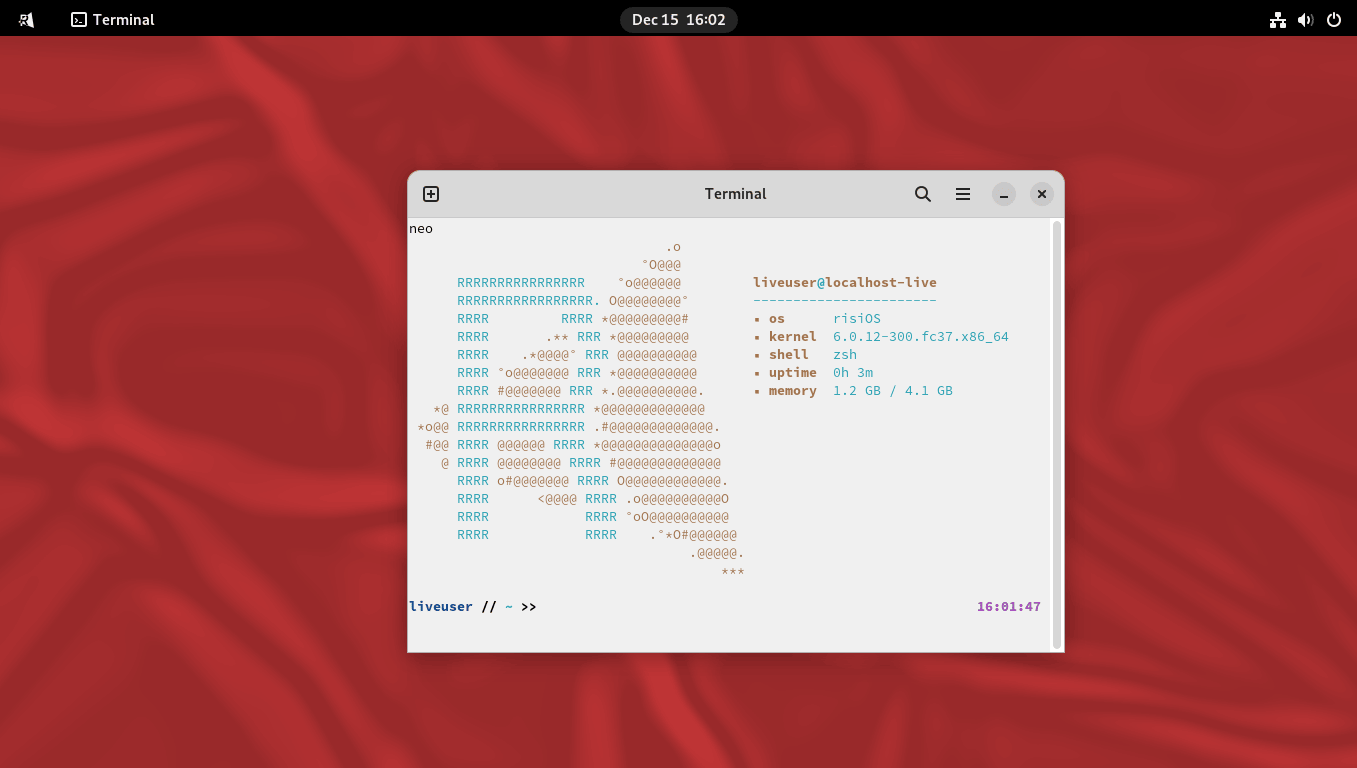 Terminal
Dec 15 16:02
Terminal
neo
.o
°O@@@
RRRRRRRRRRRRRRRR °o@@@@@@ liveuser@localhost-live
RRRRRRRRRRRRRRRRR. O@@@@@@@@° -----------------------
RRRR RRRR *@@@@@@@@@# ▪ os risiOS
RRRR .** RRR *@@@@@@@@@ ▪ kernel 6.0.12-300.fc37.x86_64
RRRR .*@@@@° RRR @@@@@@@@@@ ▪ shell zsh
RRRR °o@@@@@@@ RRR *@@@@@@@@@@ ▪ uptime 0h 3m
RRRR #@@@@@@@ RRR *.@@@@@@@@@@. ▪ memory 1.2 GB / 4.1 GB
*@ RRRRRRRRRRRRRRRR *@@@@@@@@@@@@@
*o@@ RRRRRRRRRRRRRRRR .#@@@@@@@@@@@@@.
#@@ RRRR @@@@@@ RRRR *@@@@@@@@@@@@@@o
@ RRRR @@@@@@@@ RRRR #@@@@@@@@@@@@@
RRRR o#@@@@@@@ RRRR O@@@@@@@@@@@@.
RRRR <@@@@ RRRR .o@@@@@@@@@@O
RRRR RRRR °oO@@@@@@@@@@
RRRR RRRR .°*O#@@@@@@
.@@@@@.
***
liveuser // ~ >> 16:01:47